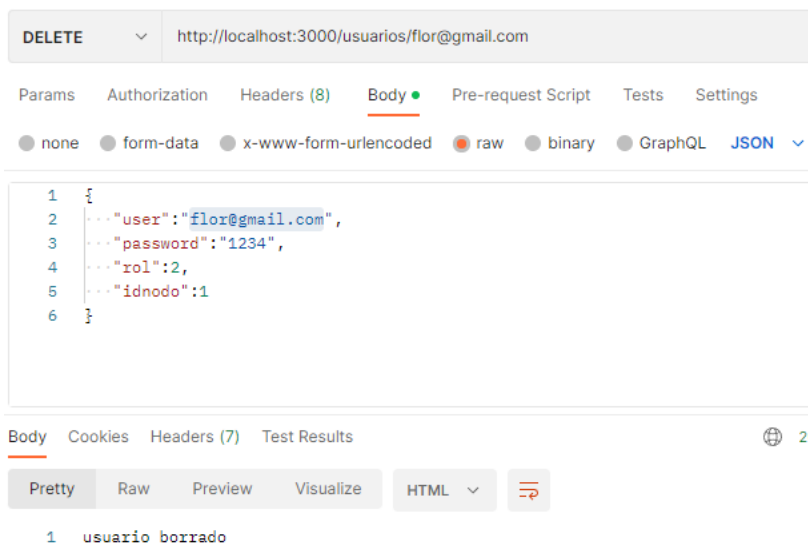 DELETE http://localhost:3000/usuarios/flor@gmail.com
Params Authorization Headers (8) Body Pre-request Script Tests Settings
none form-data x-www-form-urlencoded raw binary GraphQL JSON
1 {
2 ···"user":"flor@gmail.com",
3 ···"password":"1234",
4 ···"rol":2,
5 ···"idnodo":1
6 }
Body Cookies Headers (7) Test Results 2
Pretty Raw Preview Visualize HTML
1 usuario borrado